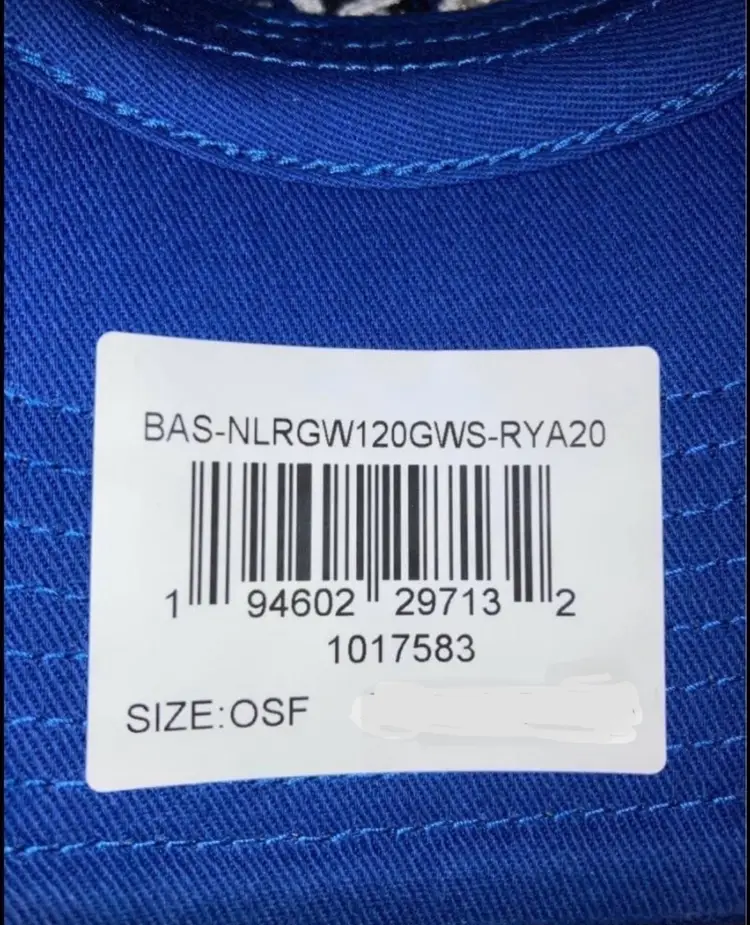 BAS-NLRGW120GWS-RYA20
1 94602 29713 2
1017583
SIZE:OSF